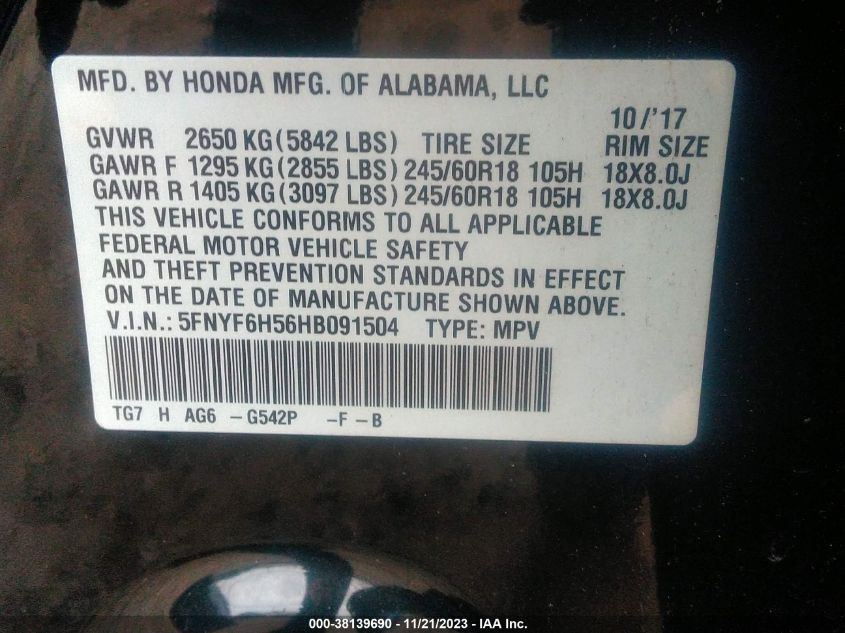 MFD. BY HONDA MFG. OF ALABAMA, LLC
10/'17
GVWR 2650 KG (5842 LBS) TIRE SIZE RIM SIZE
GAWR F 1295 KG (2855 LBS) 245/60R18 105H 18X8.0J
GAWR R 1405 KG (3097 LBS) 245/60R18 105H 18X8.0J
THIS VEHICLE CONFORMS TO ALL APPLICABLE
FEDERAL MOTOR VEHICLE SAFETY
AND THEFT PREVENTION STANDARDS IN EFFECT
ON THE DATE OF MANUFACTURE SHOWN ABOVE.
V.I.N.: 5FNYF6H56HB091504 TYPE: MPV
TG7 H AG6 -G542P -F-B
000-38139690 - 11/21/2023 - IAA Inc.